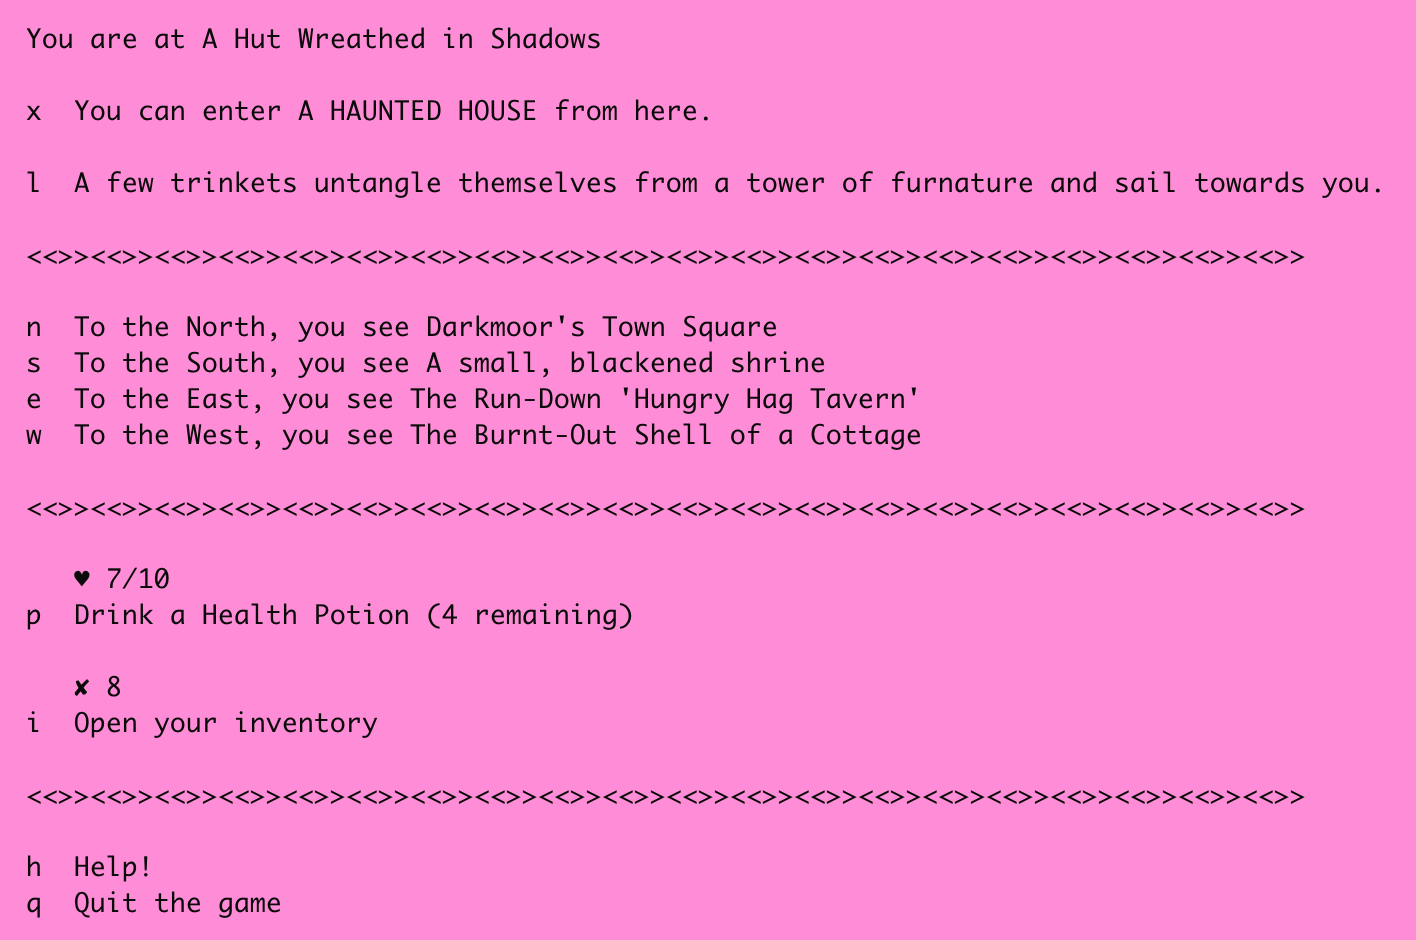 You are at A Hut Wreathed in Shadows
x  You can enter A HAUNTED HOUSE from here.
l  A few trinkets untangle themselves from a tower of furnature and sail towards you.
<<>><<>><<>><<>><<>><<>><<>><<>><<>><<>><<>><<>><<>><<>><<>><<>><<>><<>><<>><<>>
n  To the North, you see Darkmoor's Town Square
s  To the South, you see A small, blackened shrine
e  To the East, you see The Run-Down 'Hungry Hag Tavern'
w  To the West, you see The Burnt-Out Shell of a Cottage
<<>><<>><<>><<>><<>><<>><<>><<>><<>><<>><<>><<>><<>><<>><<>><<>><<>><<>><<>><<>>
♥ 7/10
p  Drink a Health Potion (4 remaining)
✘ 8
i  Open your inventory
<<>><<>><<>><<>><<>><<>><<>><<>><<>><<>><<>><<>><<>><<>><<>><<>><<>><<>><<>><<>>
h  Help!
q  Quit the game